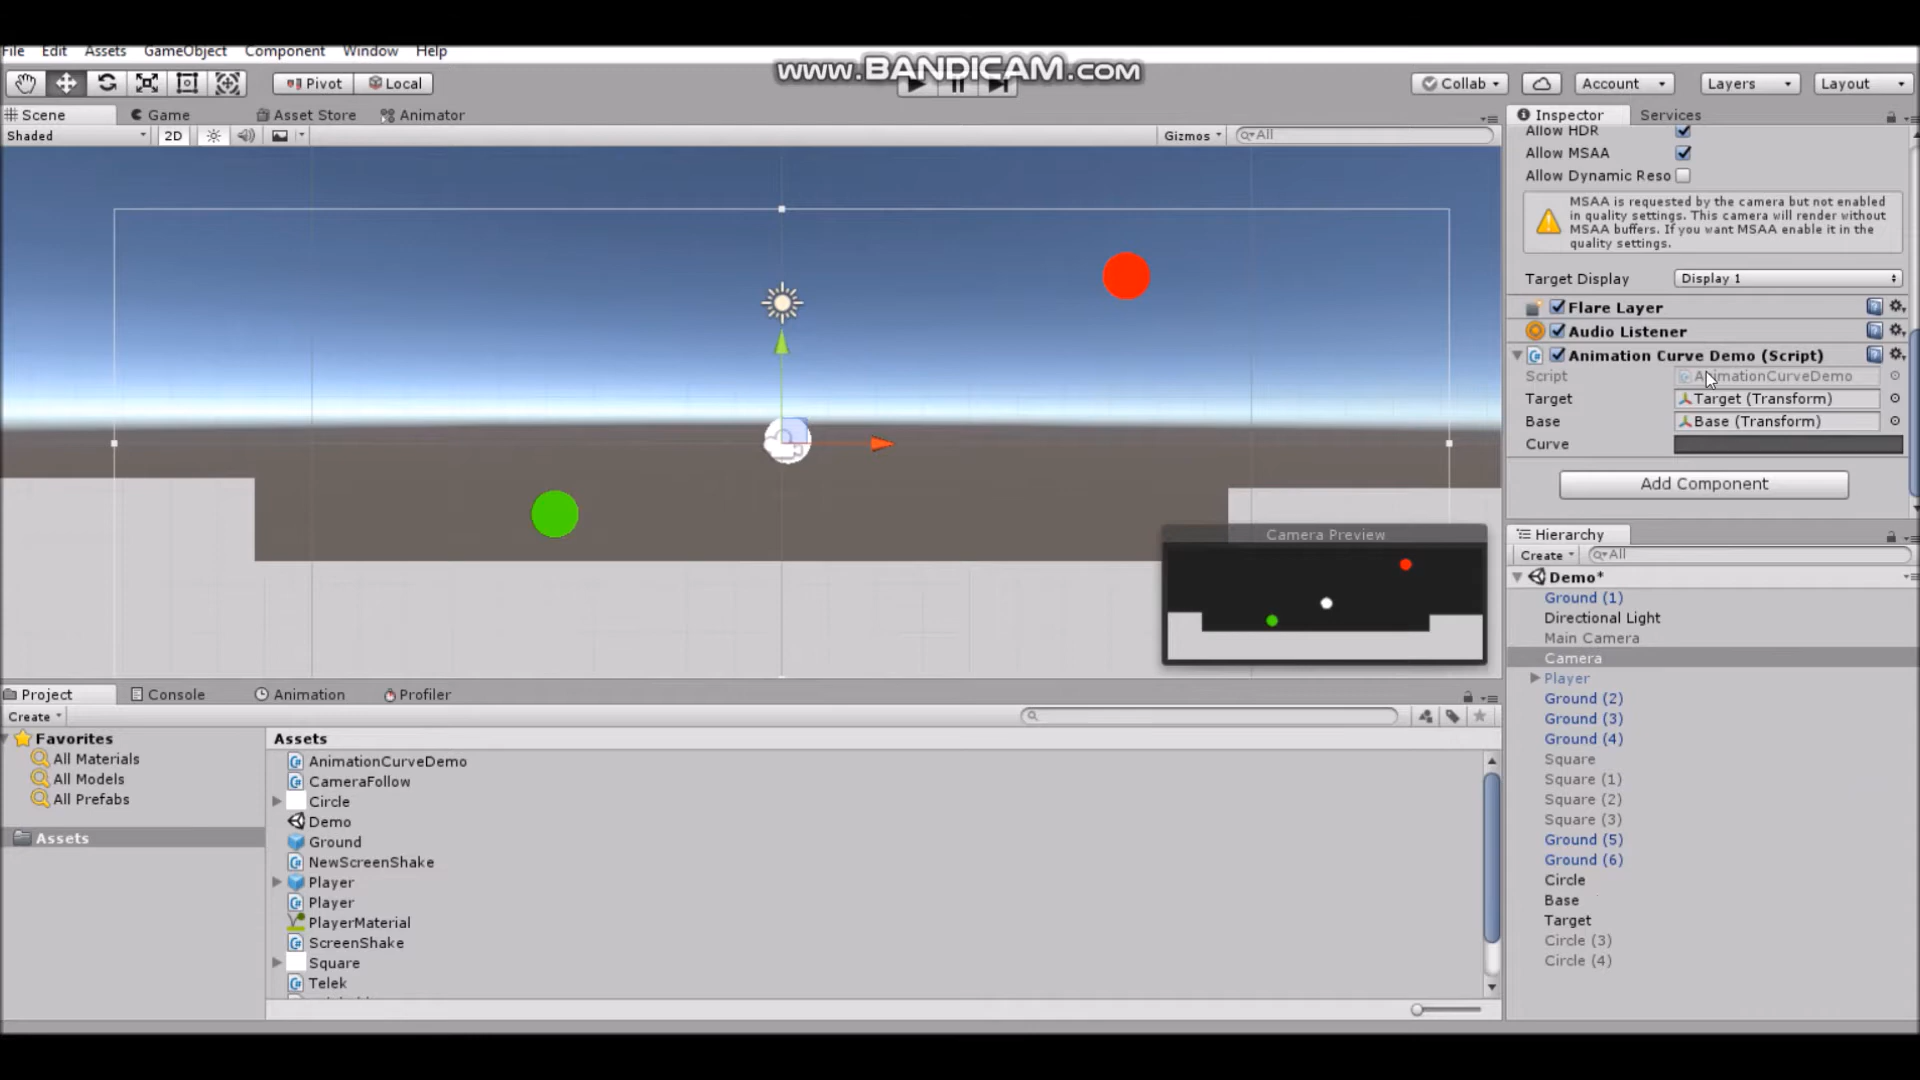 File Edit Assets GameObject Component Window Help
www.BANDICAM.com
Pivot Local
Collab Account Layers Layout
Scene Game Asset Store Animator
Shaded 2D Gizmos All
Inspector Services
Allow HDR
Allow MSAA
Allow Dynamic Reso
MSAA is requested by the camera but not enabled
in quality settings. This camera will render without
MSAA buffers. If you want MSAA enable it in the
quality settings.
Target Display Display 1
Flare Layer
Audio Listener
Animation Curve Demo (Script)
Script AnimationCurveDemo
Target Target (Transform)
Base Base (Transform)
Curve
Add Component
Camera Preview
Hierarchy
Create All
Demo*
Ground (1)
Directional Light
Main Camera
Camera
Player
Ground (2)
Ground (3)
Ground (4)
Square
Square (1)
Square (2)
Square (3)
Ground (5)
Ground (6)
Circle
Base
Target
Circle (3)
Circle (4)
Project Console Animation Profiler
Create
Favorites
All Materials
All Models
All Prefabs
Assets
Assets
AnimationCurveDemo
CameraFollow
Circle
Demo
Ground
NewScreenShake
Player
Player
PlayerMaterial
ScreenShake
Square
Telek